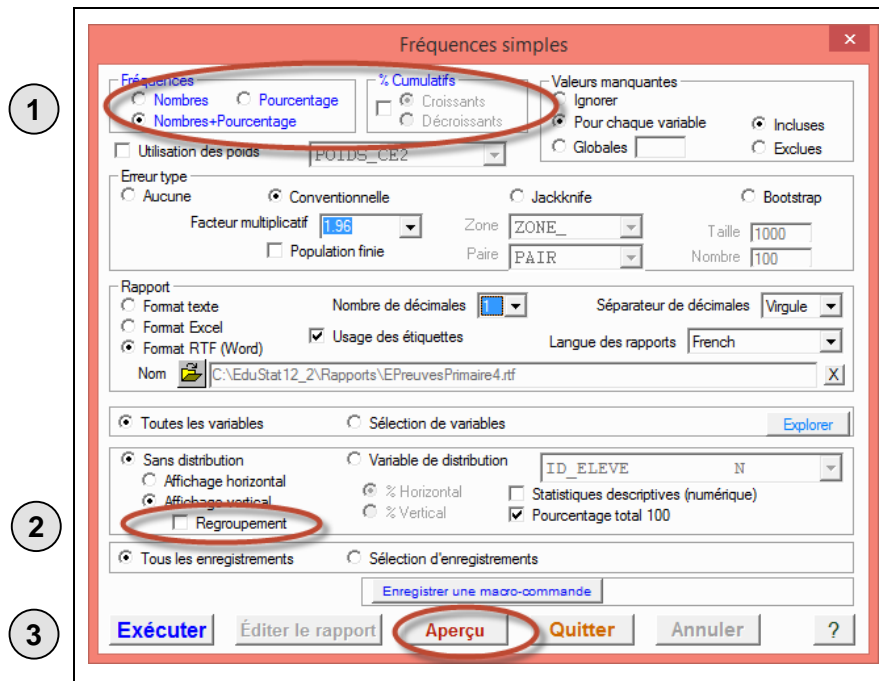 Fréquences simples
Fréquences
% Cumulatifs
Valeurs manquantes
1
Nombres Pourcentage
Croissants
Ignorer
Nombres+Pourcentage
Décroissants
Pour chaque variable
Incluses
Utilisation des poids POIDS_CE2
Globales
Exclues
Erreur type
Aucune Conventionnelle Jackknife Bootstrap
Facteur multiplicatif 1.96 Zone ZONE_ Taille 1000
Population finie Paire PAIR Nombre 100
Rapport
Format texte Nombre de décimales 1 Séparateur de décimales Virgule
Format Excel
Usage des étiquettes Langue des rapports French
Format RTF (Word)
Nom C:\EduStat12_2\Rapports\EPreuvesPrimaire4.rtf X
Toutes les variables Sélection de variables Explorer
Sans distribution Variable de distribution ID_ELEVE N
Affichage horizontal % Horizontal Statistiques descriptives (numérique)
Affichage vertical % Vertical Pourcentage total 100
2
Regroupement
Tous les enregistrements Sélection d'enregistrements
Enregistrer une macro-commande
3
Exécuter Éditer le rapport Aperçu Quitter Annuler ?